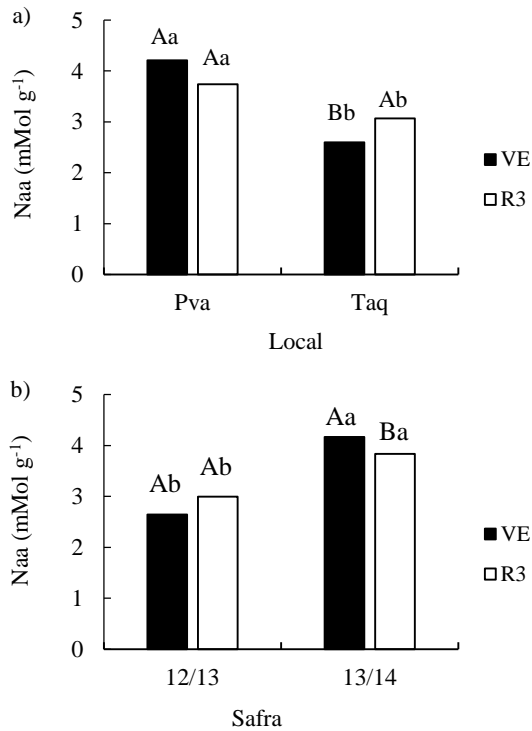 a)
Naa (mMol g-1)
5
4
3
2
1
0
Aa
Aa
Bb
Ab
VE
R3
Pva Taq
Local
b)
Naa (mMol g-1)
5
4
3
2
1
0
Ab
Ab
Aa
Ba
VE
R3
12/13 13/14
Safra